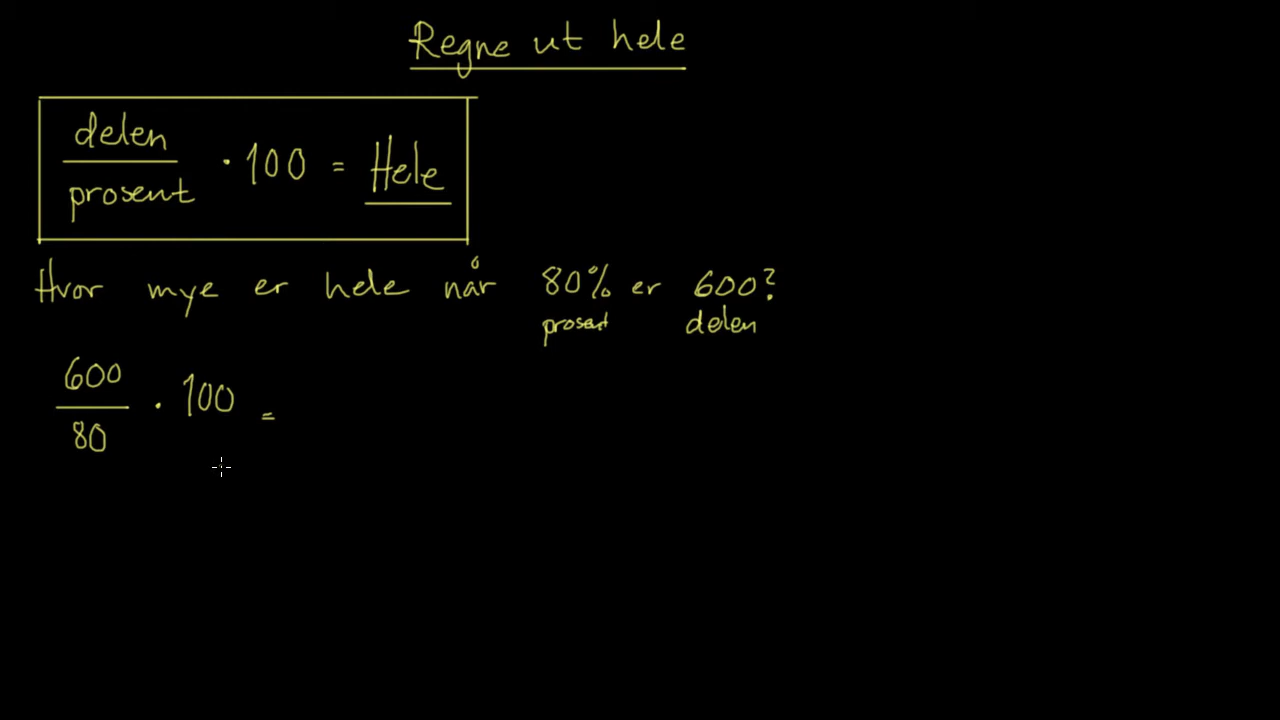 Regne ut hele
delen
prosent
· 100 = Hele
Hvor mye er hele når 80% er 600?
prosent delen
600
80
· 100 =